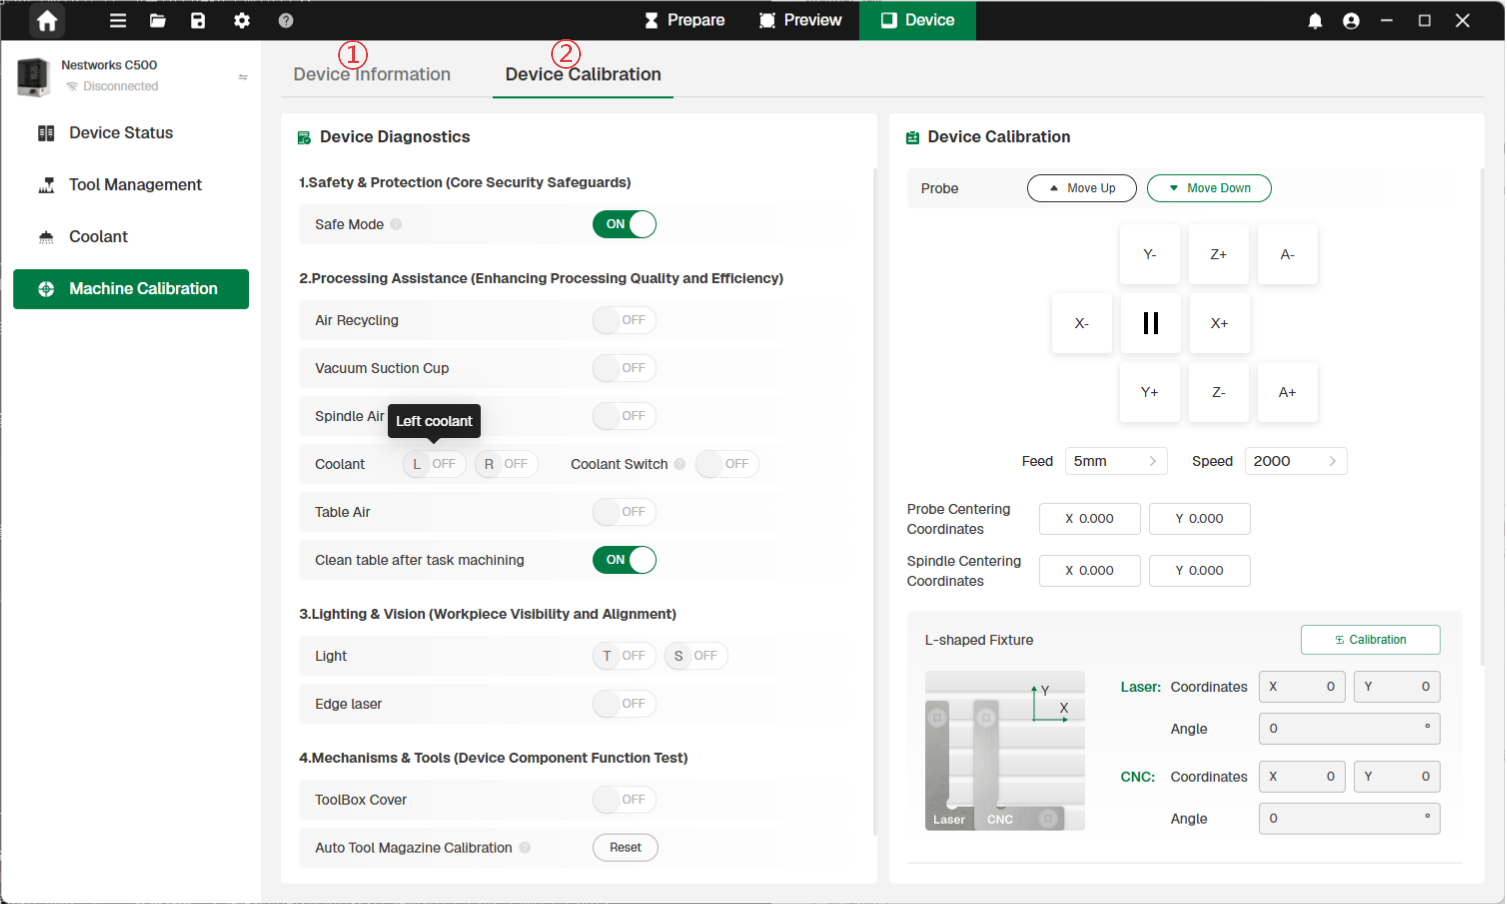 Prepare
Preview
Device
Nestworks C500
Disconnected
Device Status
Tool Management
Coolant
Machine Calibration
①
②
Device Information
Device Calibration
Device Diagnostics
1.Safety & Protection (Core Security Safeguards)
Safe Mode ON
2.Processing Assistance (Enhancing Processing Quality and Efficiency)
Air Recycling OFF
Vacuum Suction Cup OFF
Spindle Air OFF
Left coolant
Coolant L OFF R OFF Coolant Switch OFF
Table Air OFF
Clean table after task machining ON
3.Lighting & Vision (Workpiece Visibility and Alignment)
Light T OFF S OFF
Edge laser OFF
4.Mechanisms & Tools (Device Component Function Test)
ToolBox Cover OFF
Auto Tool Magazine Calibration Reset
Device Calibration
Probe Move Up Move Down
Y- Z+ A-
X- X+
Y+ Z- A+
Feed 5mm Speed 2000
Probe Centering
Coordinates
X 0.000 Y 0.000
Spindle Centering
Coordinates
X 0.000 Y 0.000
L-shaped Fixture Calibration
Y
X
Laser CNC
Laser: Coordinates X 0 Y 0
Angle 0 °
CNC: Coordinates X 0 Y 0
Angle 0 °